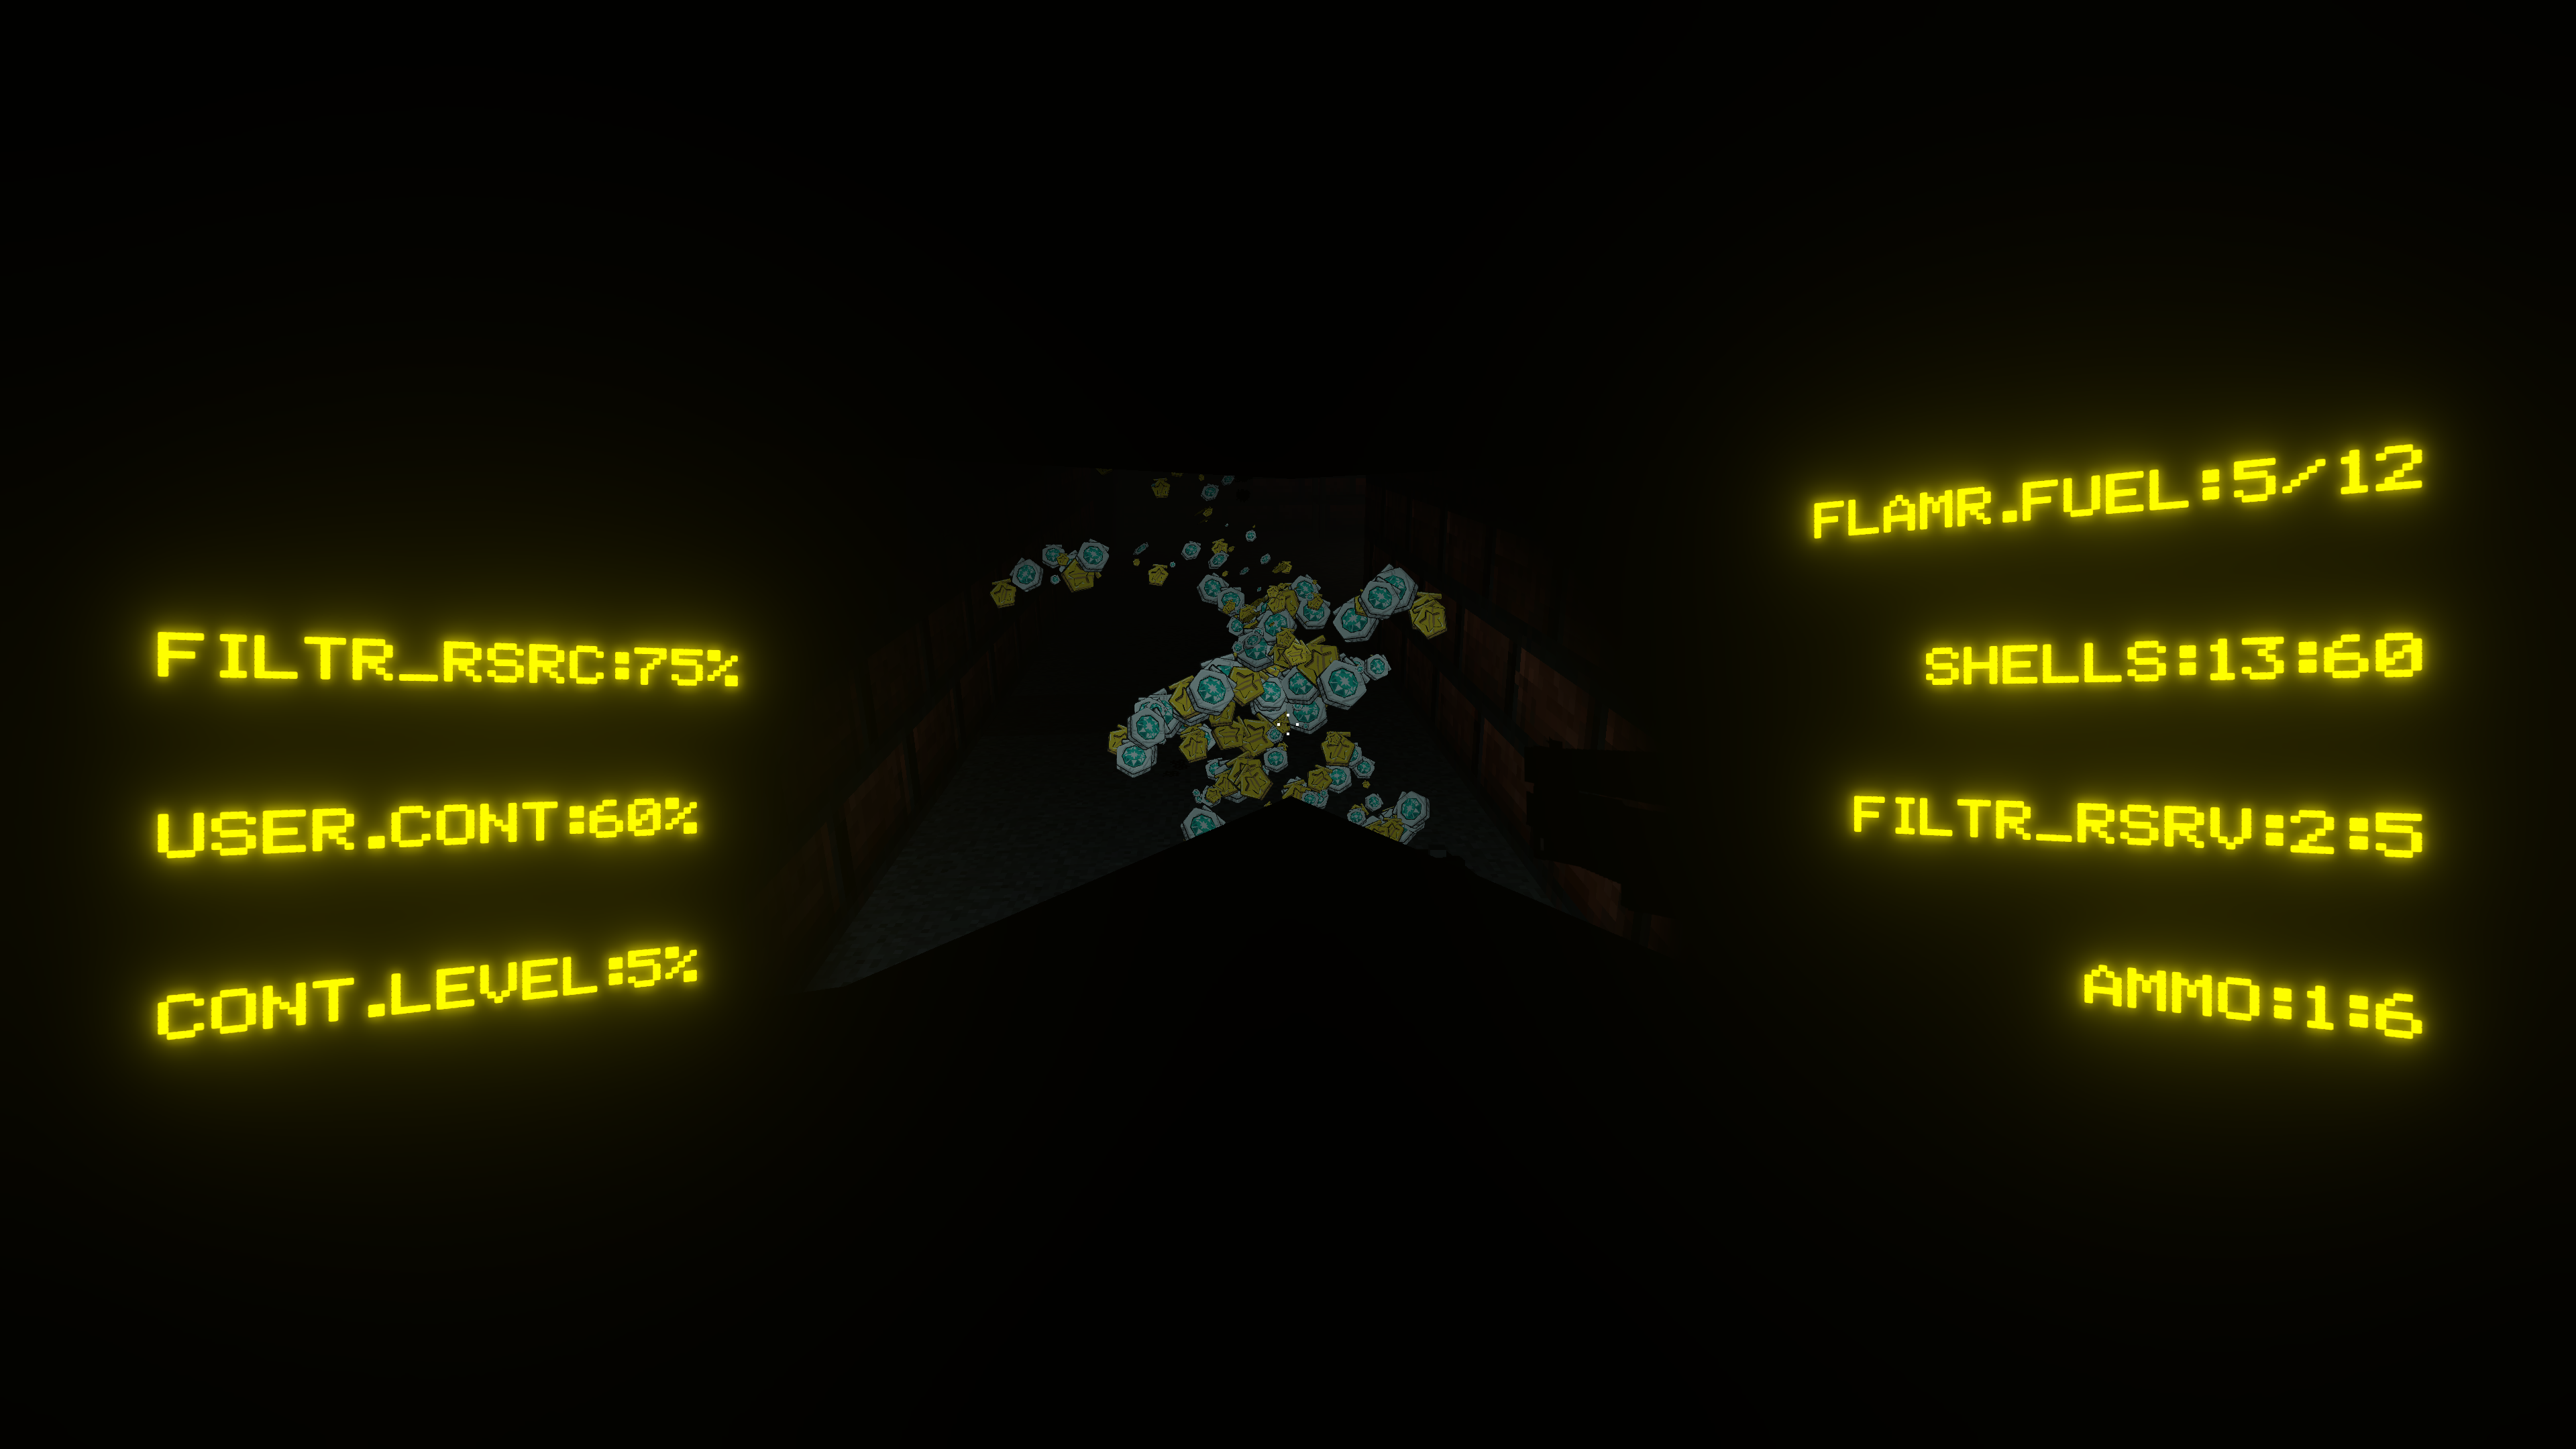 FILTR_RSRC:75%
USER.CONT:60%
CONT.LEVEL:5%
FLAMR.FUEL:5/12
SHELLS:13:60
FILTR_RSRV:2:5
AMMO:1:6